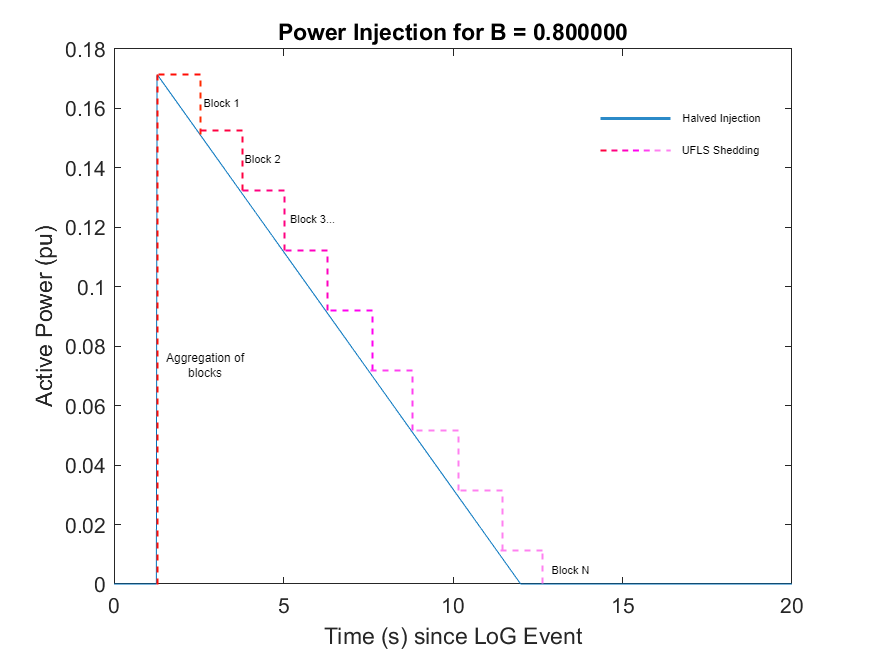 Power Injection for B = 0.800000
0.18
0.16
0.14
0.12
0.1
0.08
0.06
0.04
0.02
0
Active Power (pu)
Block 1
Block 2
Block 3...
Aggregation of
blocks
Block N
Halved Injection
UFLS Shedding
0
5
10
15
20
Time (s) since LoG Event